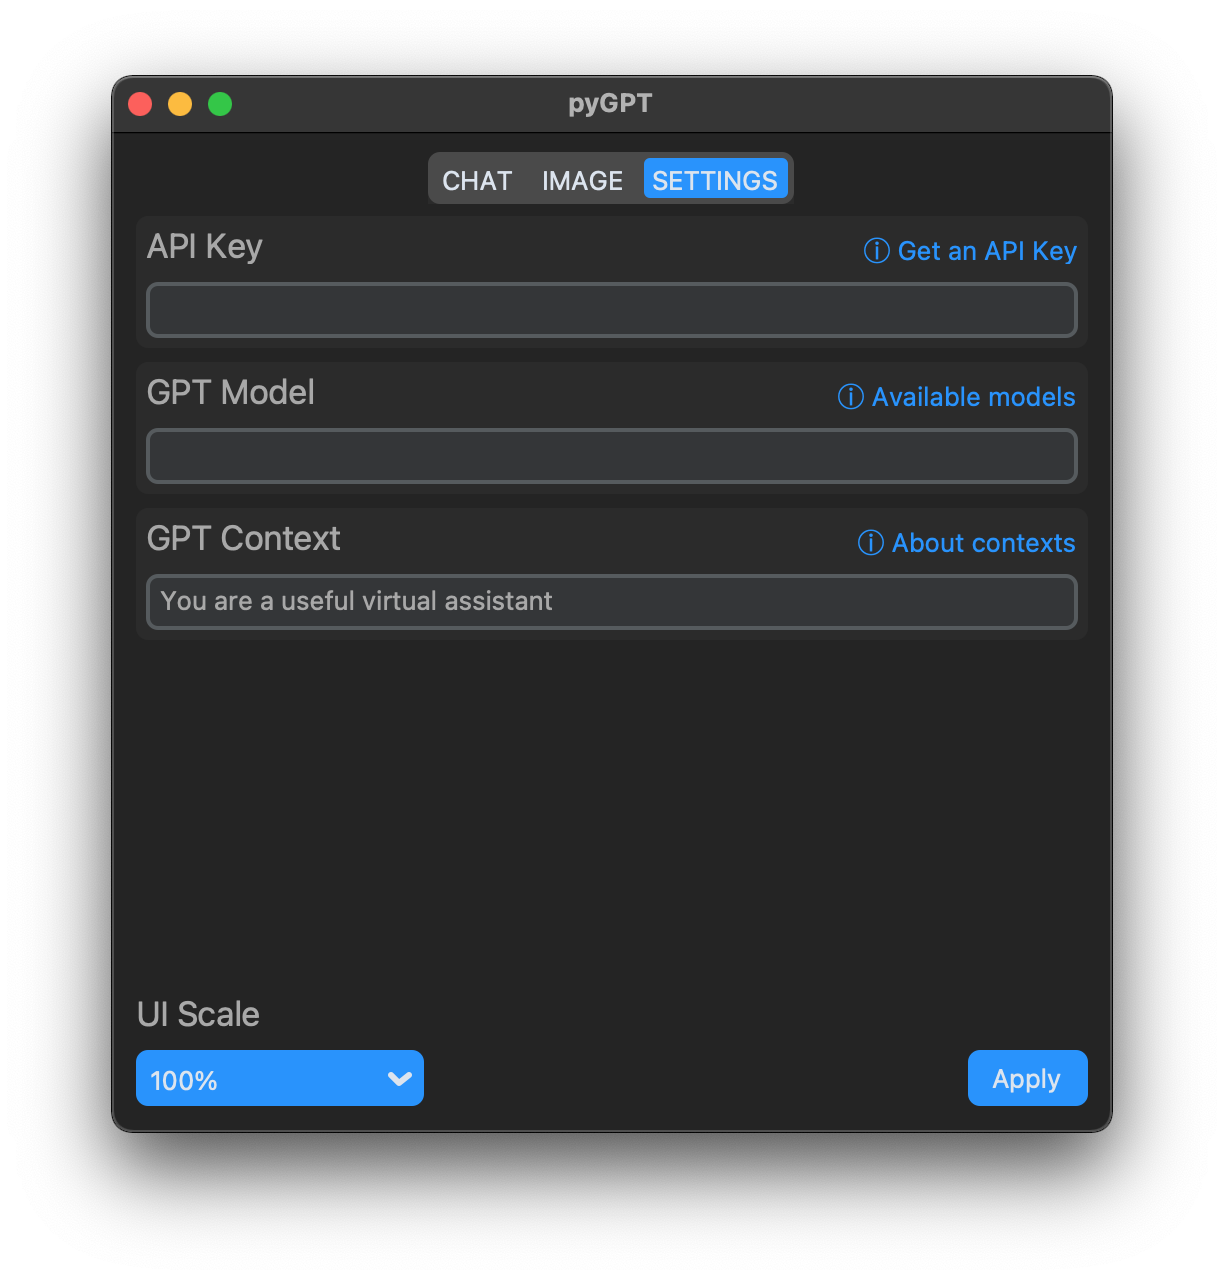 pyGPT
CHAT IMAGE SETTINGS
API Key
Get an API Key
GPT Model
Available models
GPT Context
About contexts
You are a useful virtual assistant
UI Scale
100%
Apply